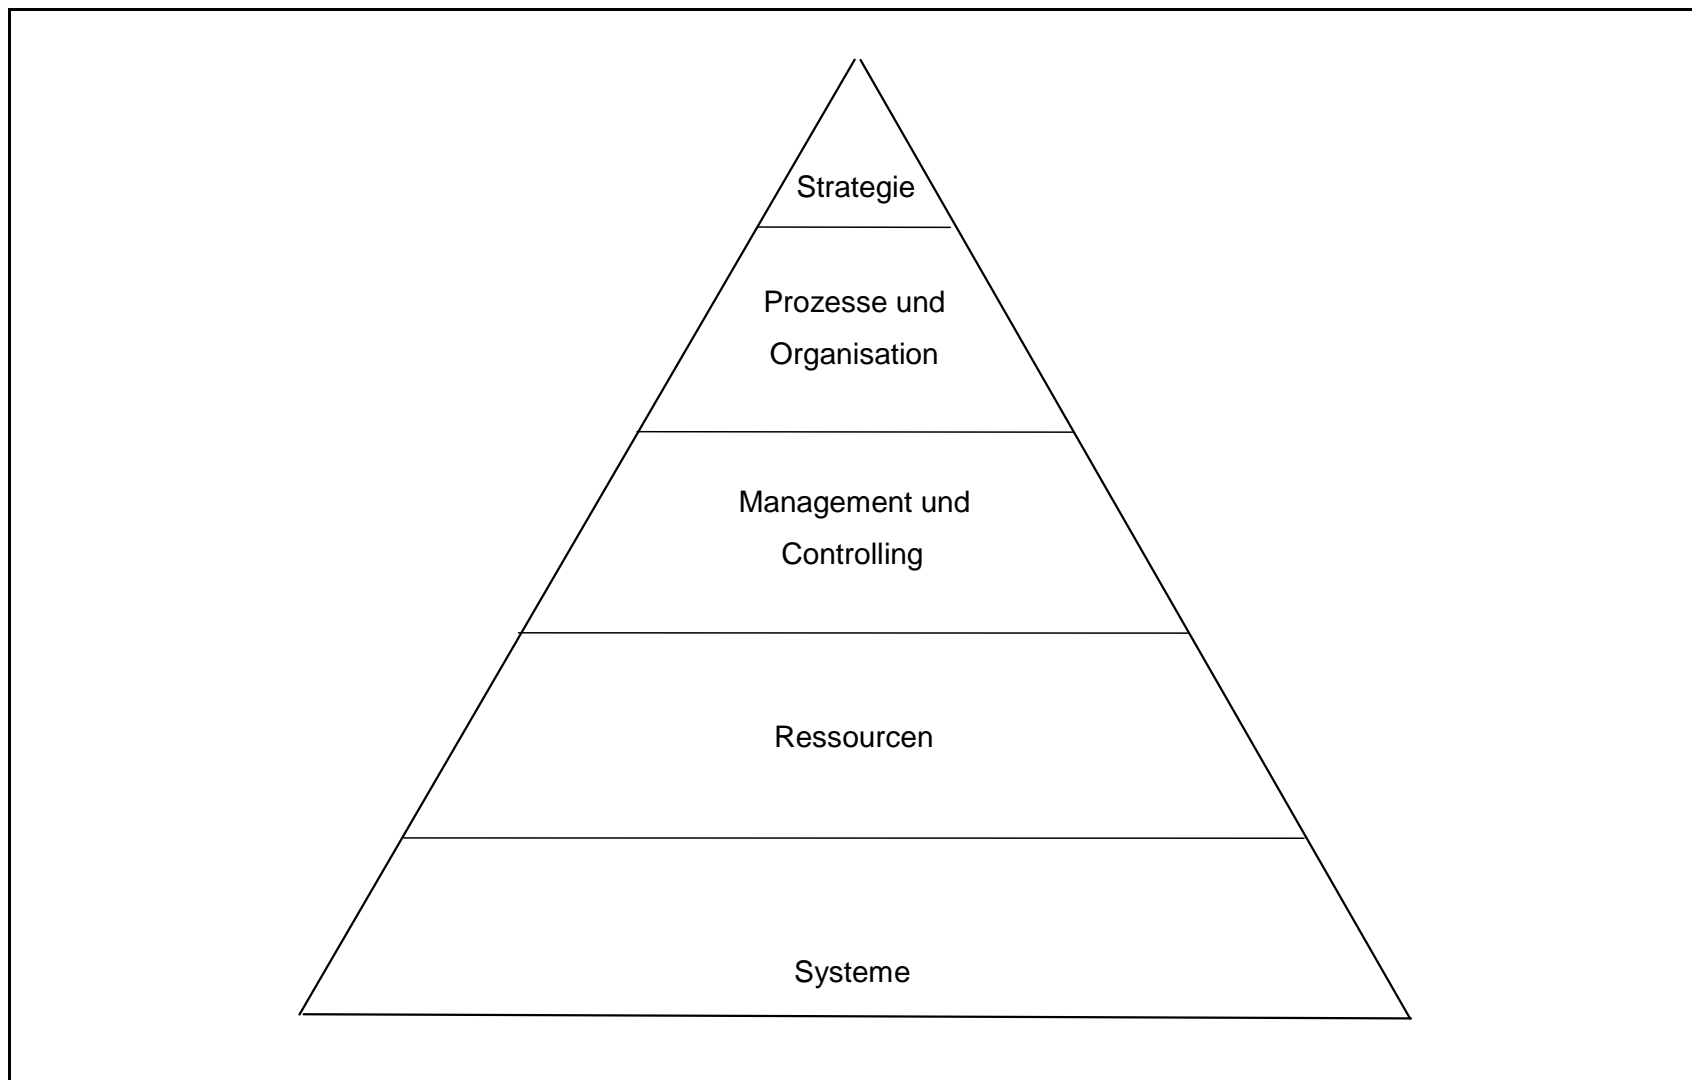 Strategie
Prozesse und
Organisation
Management und
Controlling
Ressourcen
Systeme